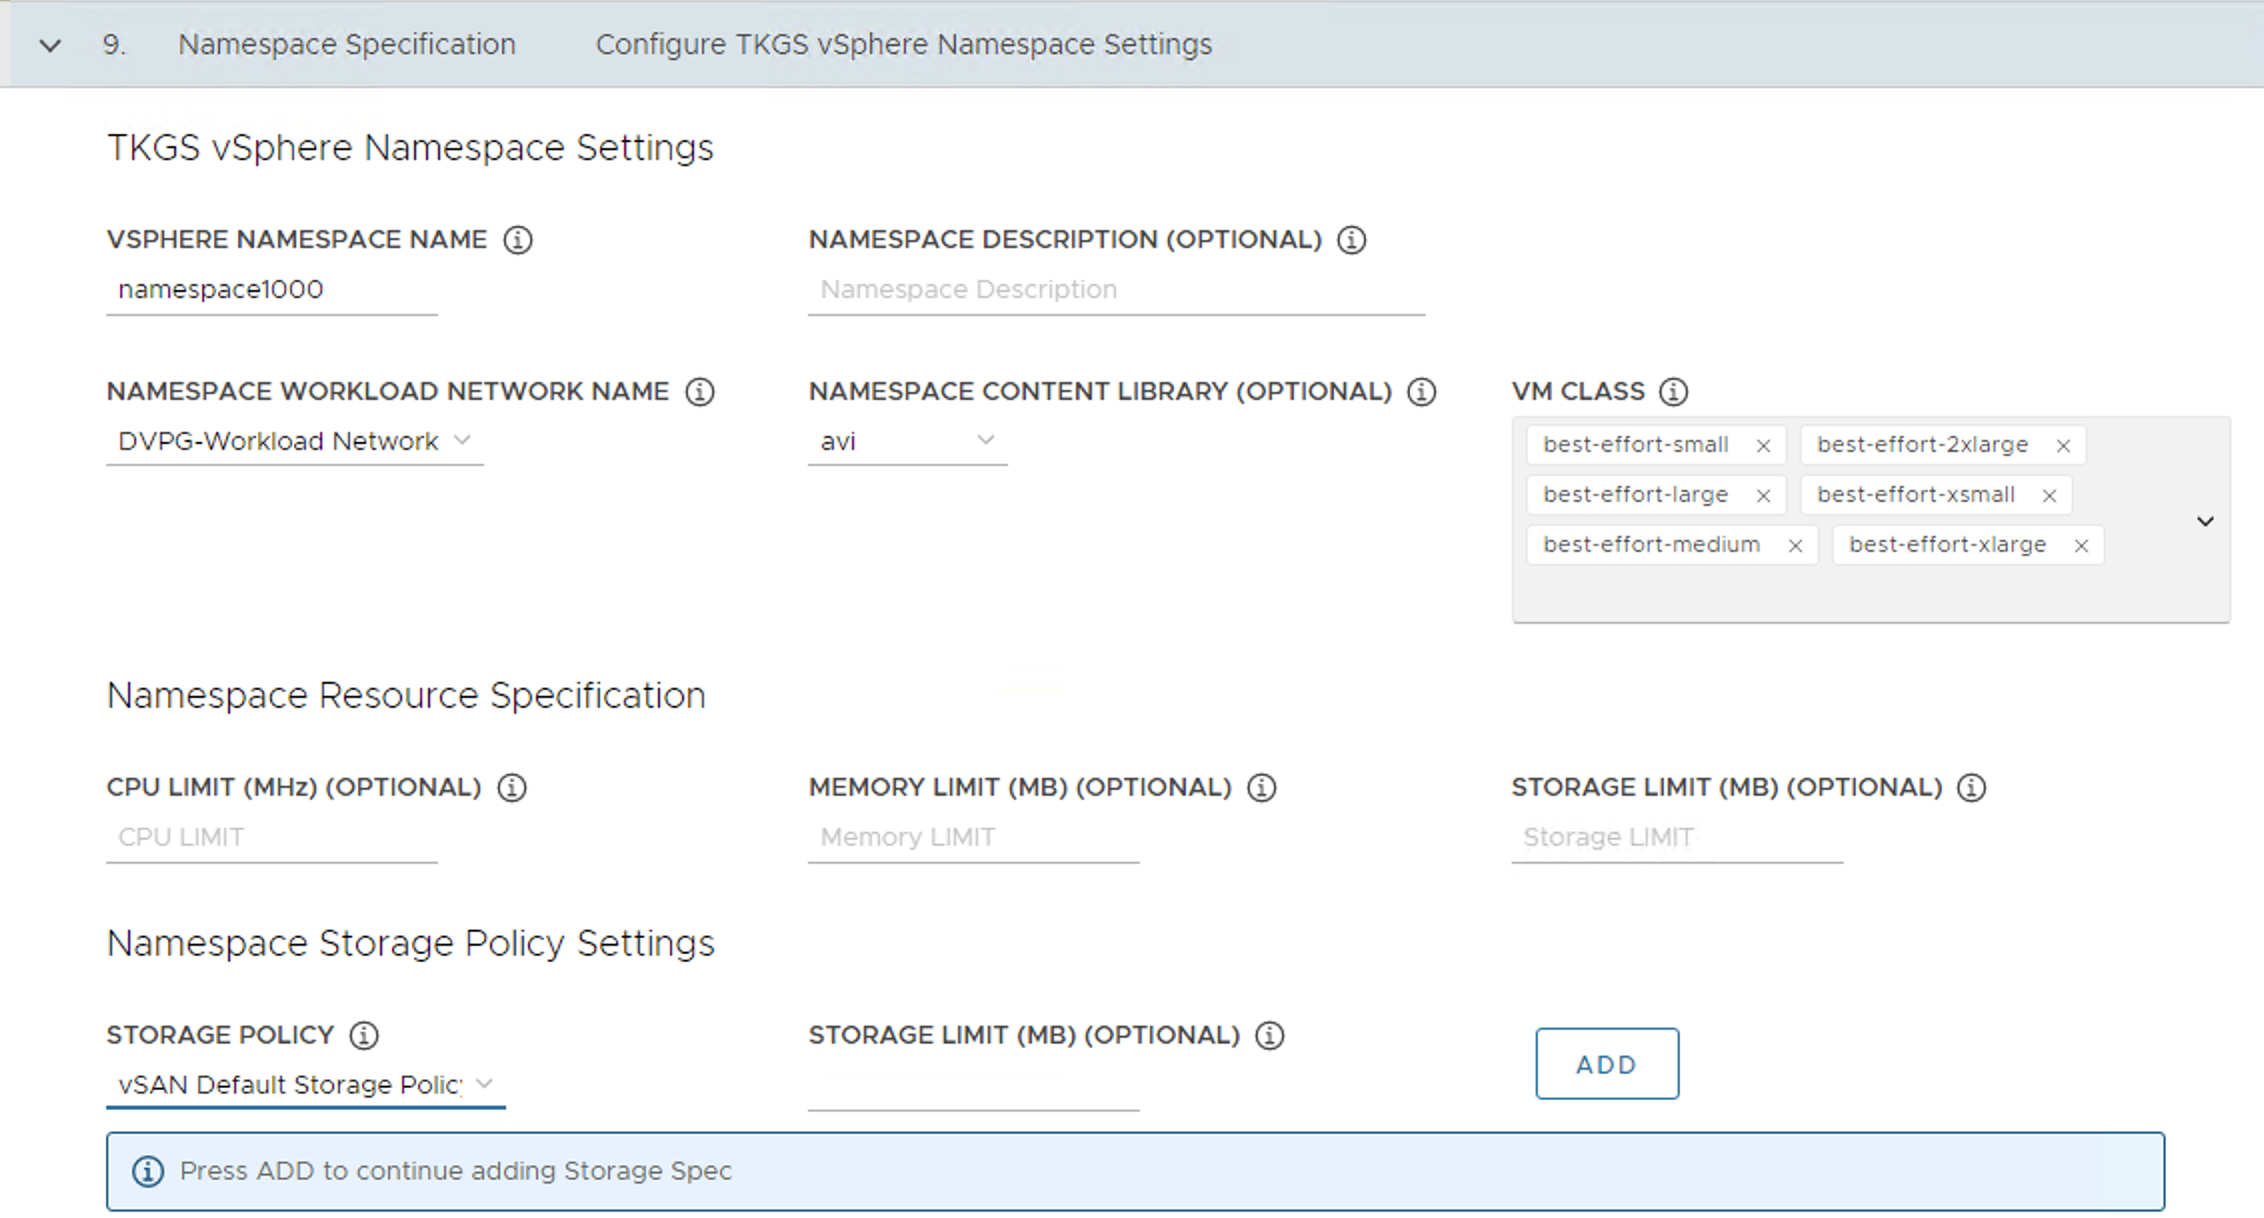 9. Namespace Specification Configure TKGS vSphere Namespace Settings
TKGS vSphere Namespace Settings
VSPHERE NAMESPACE NAME NAMESPACE DESCRIPTION (OPTIONAL)
namespace1000 Namespace Description
NAMESPACE WORKLOAD NETWORK NAME NAMESPACE CONTENT LIBRARY (OPTIONAL) VM CLASS
DVPG-Workload Network avi
best-effort-small × best-effort-2xlarge ×
best-effort-large × best-effort-xsmall ×
best-effort-medium × best-effort-xlarge ×
Namespace Resource Specification
CPU LIMIT (MHz) (OPTIONAL) MEMORY LIMIT (MB) (OPTIONAL) STORAGE LIMIT (MB) (OPTIONAL)
CPU LIMIT Memory LIMIT Storage LIMIT
Namespace Storage Policy Settings
STORAGE POLICY STORAGE LIMIT (MB) (OPTIONAL) ADD
vSAN Default Storage Polic
Press ADD to continue adding Storage Spec